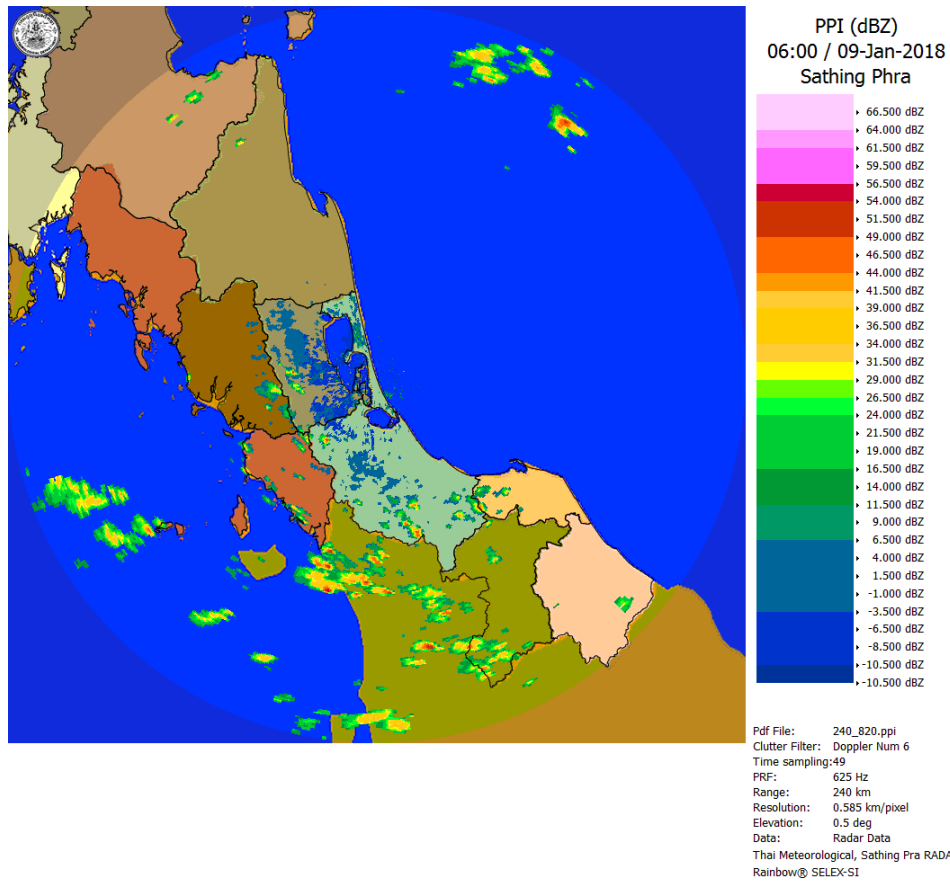 PPI (dBZ)
06:00 / 09-Jan-2018
Sathing Phra
66.500 dBZ
64.000 dBZ
61.500 dBZ
59.500 dBZ
56.500 dBZ
54.000 dBZ
51.500 dBZ
49.000 dBZ
46.500 dBZ
44.000 dBZ
41.500 dBZ
39.000 dBZ
36.500 dBZ
34.000 dBZ
31.500 dBZ
29.000 dBZ
26.500 dBZ
24.000 dBZ
21.500 dBZ
19.000 dBZ
16.500 dBZ
14.000 dBZ
11.500 dBZ
9.000 dBZ
6.500 dBZ
4.000 dBZ
1.500 dBZ
-1.000 dBZ
-3.500 dBZ
-6.500 dBZ
-8.500 dBZ
-10.500 dBZ
-10.500 dBZ
Pdf File: 240_820.ppi
Clutter Filter: Doppler Num 6
Time sampling:49
PRF: 625 Hz
Range: 240 km
Resolution: 0.585 km/pixel
Elevation: 0.5 deg
Data: Radar Data
Thai Meteorological, Sathing Pra RADA
Rainbow® SELEX-SI